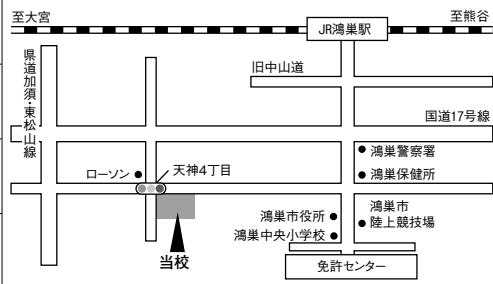 至大宮
JR鴻巣駅
至熊谷
県道加須・東松山線
旧中山道
国道17号線
鴻巣警察署
ローソン
天神4丁目
鴻巣保健所
鴻巣市役所
鴻巣市
陸上競技場
鴻巣中央小学校
当校
免許センター